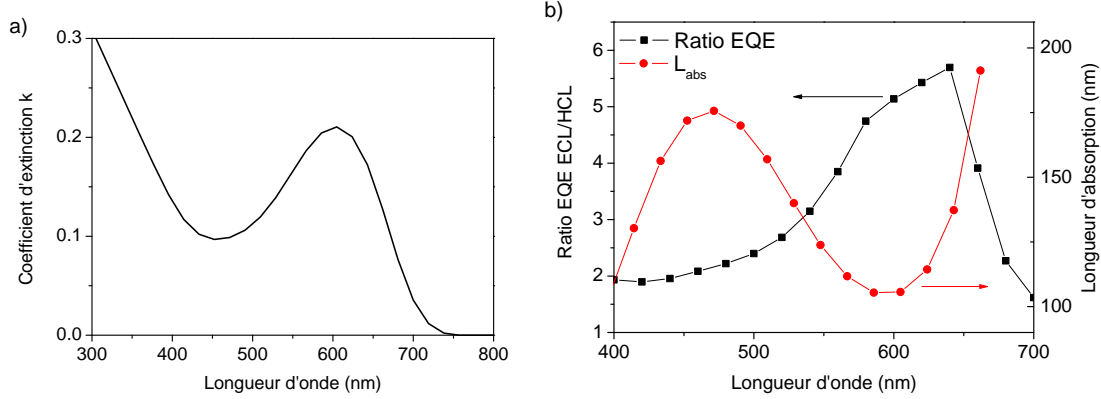 a)
0.3
0.2
0.1
0.0
Coefficient d'extinction k
300 400 500 600 700 800
Longueur d'onde (nm)
b)
Ratio EQE
L_abs
6
5
4
3
2
1
Ratio EQE ECL/HCL
200
150
100
Longueur d'absorption (nm)
400 500 600 700
Longueur d'onde (nm)